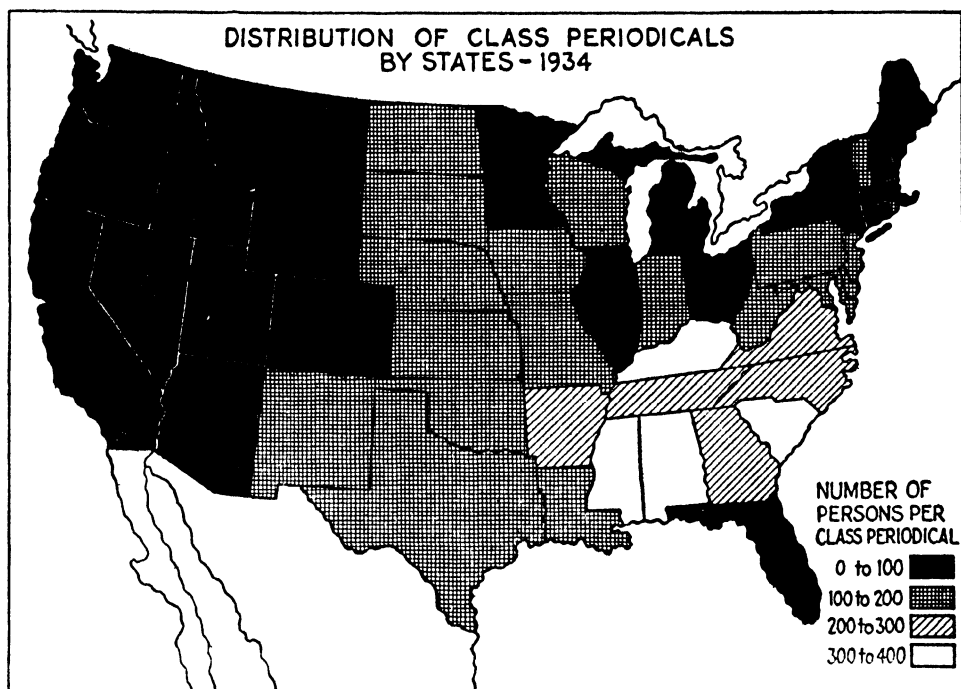 DISTRIBUTION OF CLASS PERIODICALS
BY STATES - 1934
NUMBER OF
PERSONS PER
CLASS PERIODICAL
0 to 100
100 to 200
200 to 300
300 to 400